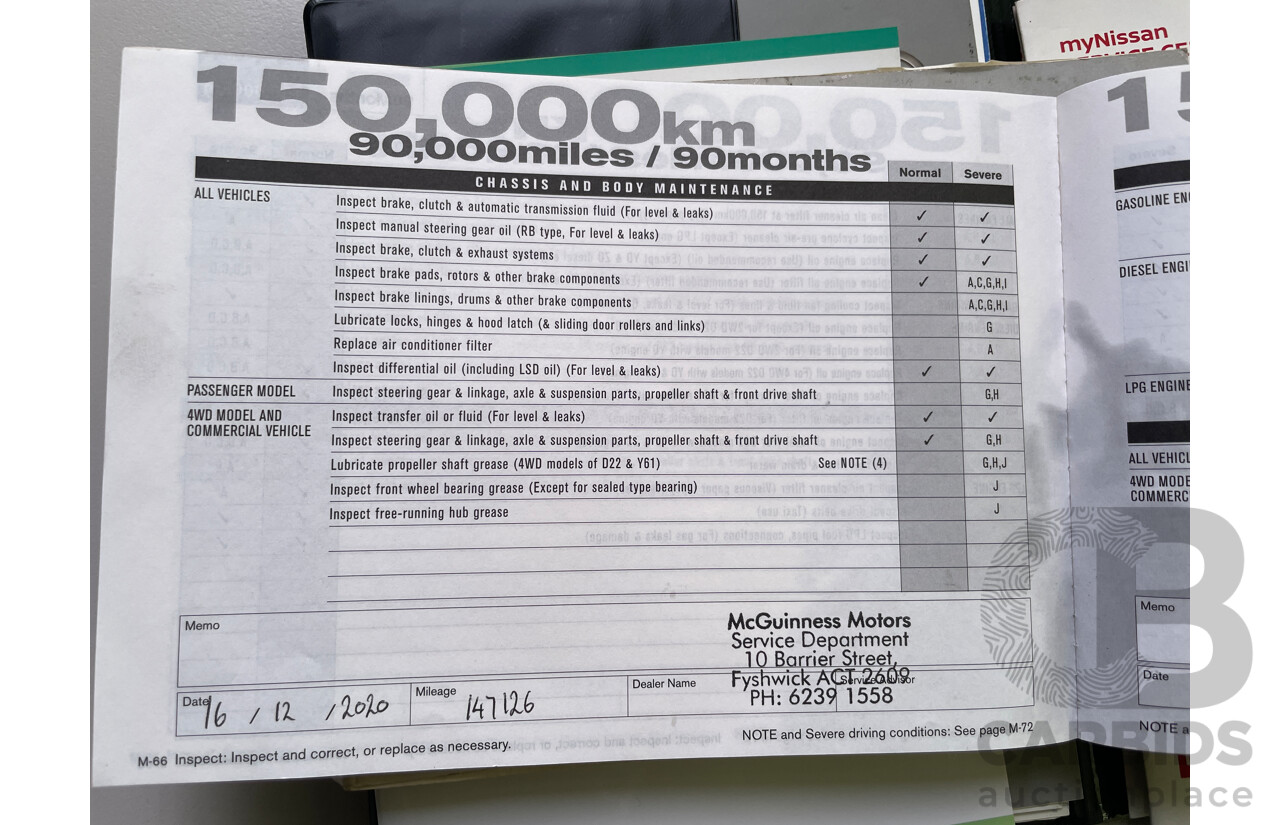 myNissan
150,000km
90,000miles / 90months
Normal Severe
CHASSIS AND BODY MAINTENANCE
ALL VEHICLES
Inspect brake, clutch & automatic transmission fluid (For level & leaks) ✓ ✓
Inspect manual steering gear oil (RB type, For level & leaks) ✓ ✓
Inspect brake, clutch & exhaust systems ✓ ✓
Inspect brake pads, rotors & other brake components ✓ A,C,G,H,I
Inspect brake linings, drums & other brake components A,C,G,H,I
Lubricate locks, hinges & hood latch (& sliding door rollers and links) G
Replace air conditioner filter A
Inspect differential oil (including LSD oil) (For level & leaks) ✓ ✓
PASSENGER MODEL Inspect steering gear & linkage, axle & suspension parts, propeller shaft & front drive shaft G,H
4WD MODEL AND
COMMERCIAL VEHICLE
Inspect transfer oil or fluid (For level & leaks) ✓ ✓
Inspect steering gear & linkage, axle & suspension parts, propeller shaft & front drive shaft ✓ G,H
Lubricate propeller shaft grease (4WD models of D22 & Y61) See NOTE (4) G,H,J
Inspect front wheel bearing grease (Except for sealed type bearing) J
Inspect free-running hub grease J
Memo
McGuinness Motors
Service Department
10 Barrier Street,
Fyshwick ACT 2609
PH: 6239 1558
Date 16 / 12 / 2020
Mileage 147126
Dealer Name
Service Advisor
M-66 Inspect: Inspect and correct, or replace as necessary.
NOTE and Severe driving conditions: See page M-72
GASOLINE
DIESEL
LPG ENGINE
ALL
4WD
Memo
Date
NOTE
CARBIDS
auctionplace